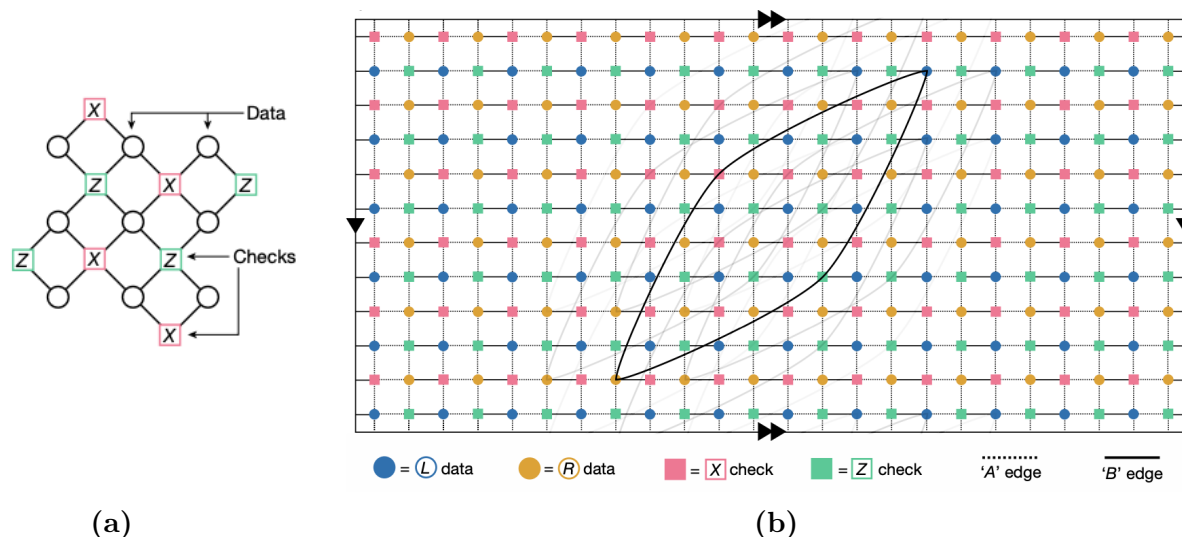 X
Data
Z X Z
Z X Z
Checks
X
(a)
= L data
= R data
= X check
= Z check
'A' edge
'B' edge
(b)